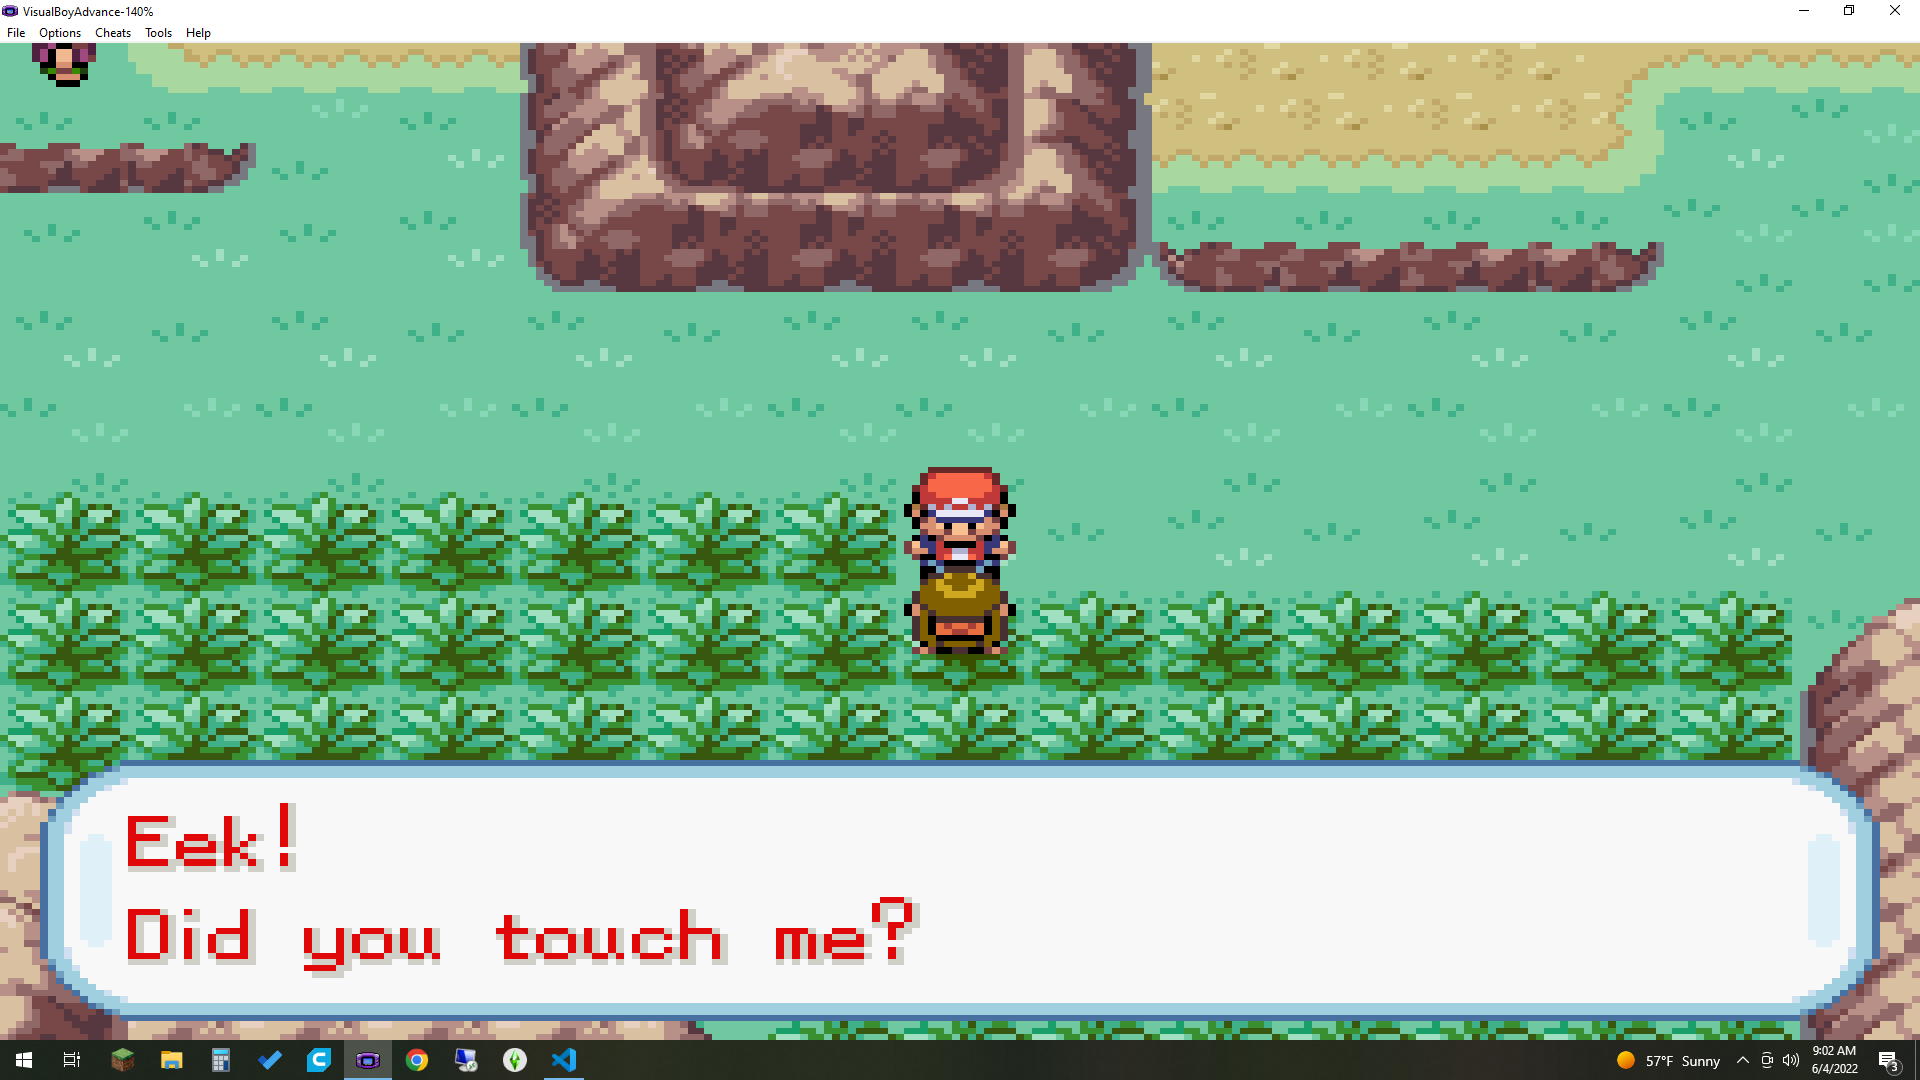 VisualBoyAdvance-140%
File Options Cheats Tools Help
Eek!
Did you touch me?
57°F Sunny
9:02 AM
6/4/2022
3